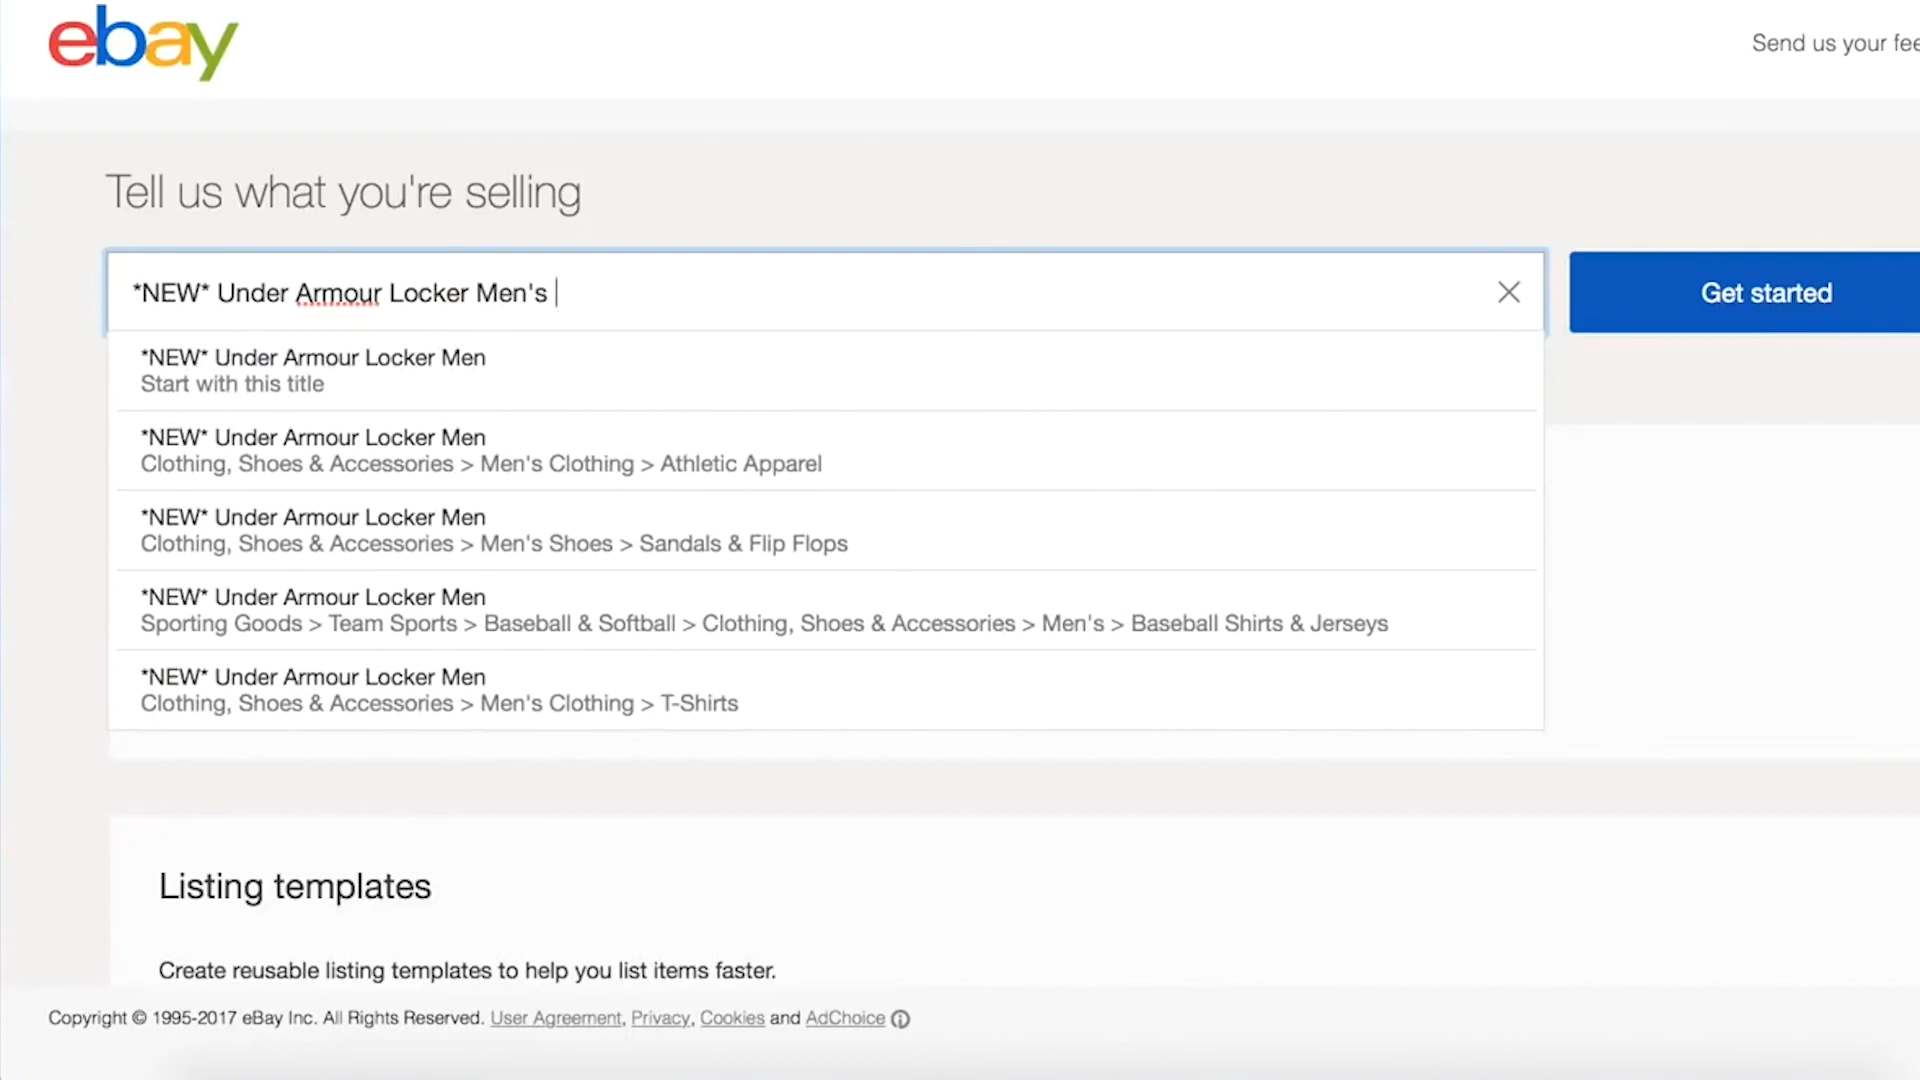 ebay
Send us your fee
Tell us what you're selling
*NEW* Under Armour Locker Men's
Get started
*NEW* Under Armour Locker Men
Start with this title
*NEW* Under Armour Locker Men
Clothing, Shoes & Accessories > Men's Clothing > Athletic Apparel
*NEW* Under Armour Locker Men
Clothing, Shoes & Accessories > Men's Shoes > Sandals & Flip Flops
*NEW* Under Armour Locker Men
Sporting Goods > Team Sports > Baseball & Softball > Clothing, Shoes & Accessories > Men's > Baseball Shirts & Jerseys
*NEW* Under Armour Locker Men
Clothing, Shoes & Accessories > Men's Clothing > T-Shirts
Listing templates
Create reusable listing templates to help you list items faster.
Copyright © 1995-2017 eBay Inc. All Rights Reserved. User Agreement, Privacy, Cookies and AdChoice